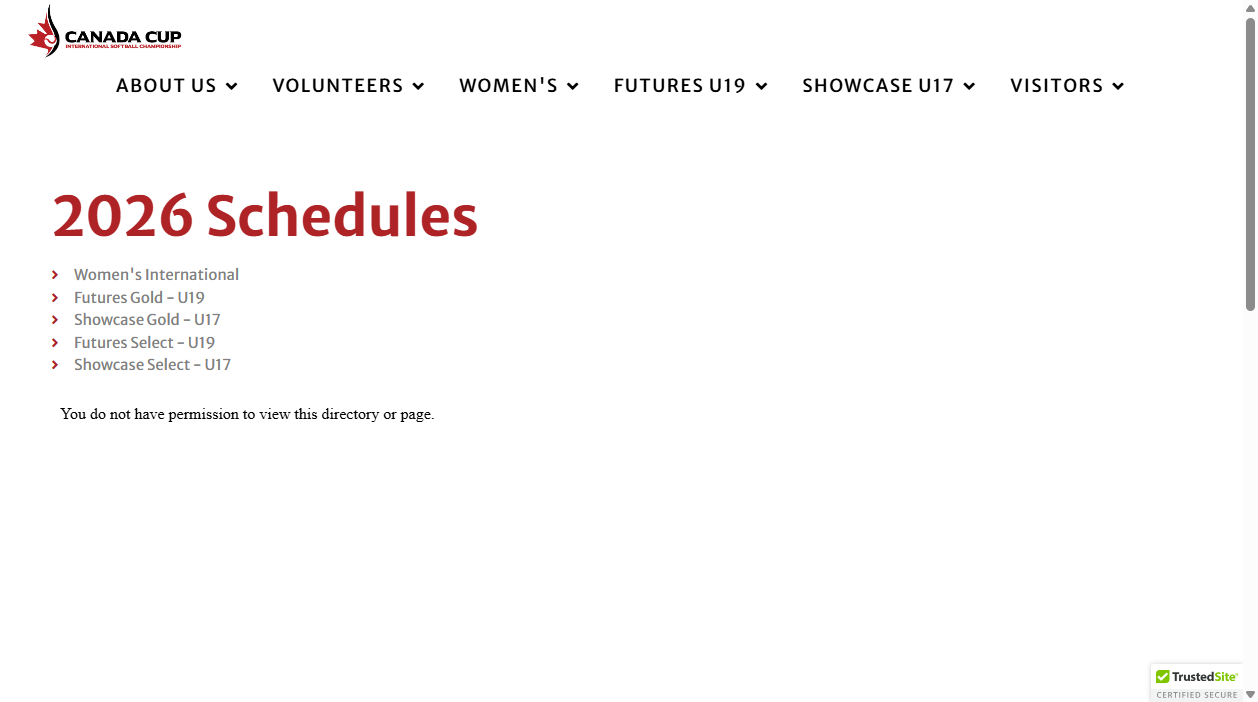 CANADA CUP
INTERNATIONAL SOFTBALL CHAMPIONSHIP
ABOUT US VOLUNTEERS WOMEN'S FUTURES U19 SHOWCASE U17 VISITORS
2026 Schedules
Women's International
Futures Gold – U19
Showcase Gold – U17
Futures Select – U19
Showcase Select – U17
You do not have permission to view this directory or page.
TrustedSite
CERTIFIED SECURE